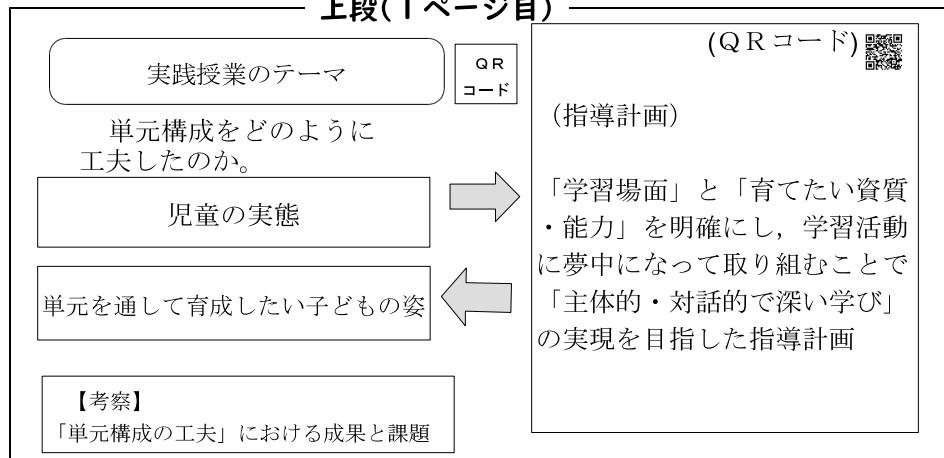 上段(1ページ目)
実践授業のテーマ
QR
コード
単元構成をどのように
工夫したのか。
児童の実態
単元を通して育成したい子どもの姿
【考察】
「単元構成の工夫」における成果と課題
(QRコード)
（指導計画）
「学習場面」と「育てたい資質
・能力」を明確にし，学習活動
に夢中になって取り組むことで
「主体的・対話的で深い学び」
の実現を目指した指導計画